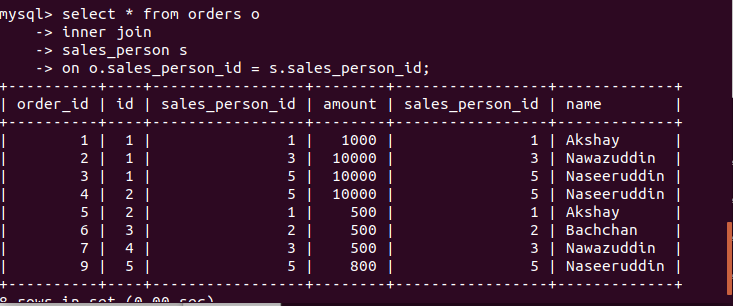 mysql> select * from orders o
    -> inner join
    -> sales_person s
    -> on o.sales_person_id = s.sales_person_id;
+----------+----+-----------------+--------+-----------------+-------------+
| order_id | id | sales_person_id | amount | sales_person_id | name        |
+----------+----+-----------------+--------+-----------------+-------------+
|        1 |  1 |               1 |   1000 |               1 | Akshay      |
|        2 |  1 |               3 |  10000 |               3 | Nawazuddin  |
|        3 |  1 |               5 |  10000 |               5 | Naseeruddin |
|        4 |  2 |               5 |  10000 |               5 | Naseeruddin |
|        5 |  2 |               1 |    500 |               1 | Akshay      |
|        6 |  3 |               2 |    500 |               2 | Bachchan    |
|        7 |  4 |               3 |    500 |               3 | Nawazuddin  |
|        9 |  5 |               5 |    800 |               5 | Naseeruddin |
+----------+----+-----------------+--------+-----------------+-------------+
8 rows in set (0.00 sec)